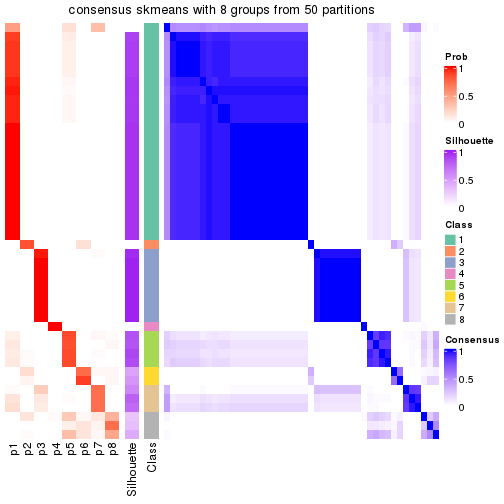 consensus skmeans with 8 groups from 50 partitions
Prob
1
0.5
0
Silhouette
1
0.5
0
Class
1
2
3
4
5
6
7
8
Consensus
1
0.5
0
p1
p2
p3
p4
p5
p6
p7
p8
Silhouette
Class